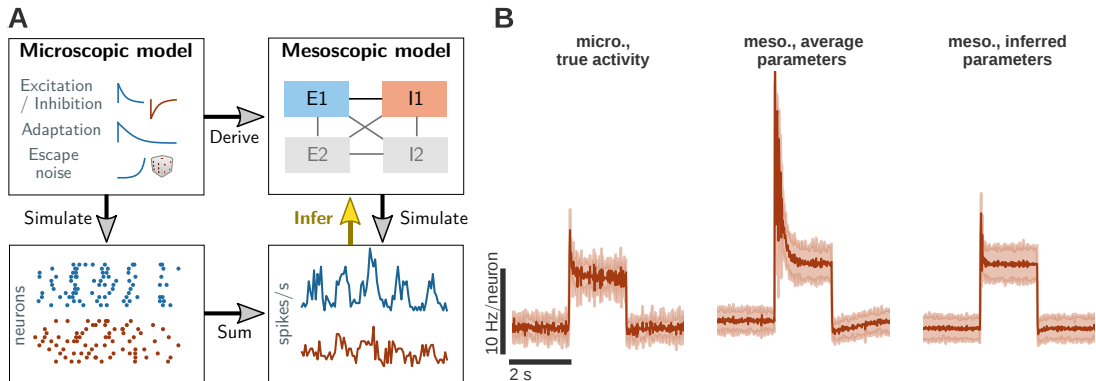 A
Microscopic model
Excitation
/ Inhibition
Adaptation
Escape
noise
Derive
Mesoscopic model
E1
I1
E2
I2
Simulate
Infer
Simulate
neurons
Sum
spikes/s
B
micro.,
true activity
meso., average
parameters
meso., inferred
parameters
10 Hz/neuron
2 s